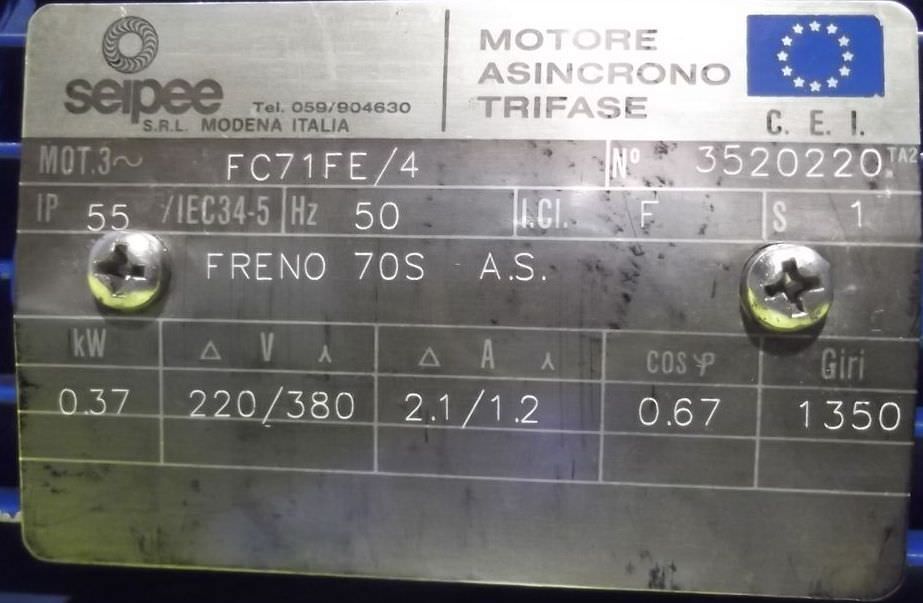 seipee
Tel. 059/904630
S.R.L. MODENA ITALIA
MOTORE
ASINCRONO
TRIFASE
C. E. I.
MOT.3~ FC71FE/4 Nº 3520220 TA2
IP 55 /IEC34-5 Hz 50 I.Cl. F S 1
FRENO 70S A.S.
kW △ V ⅄ △ A ⅄ cos φ Giri
0.37 220/380 2.1/1.2 0.67 1350